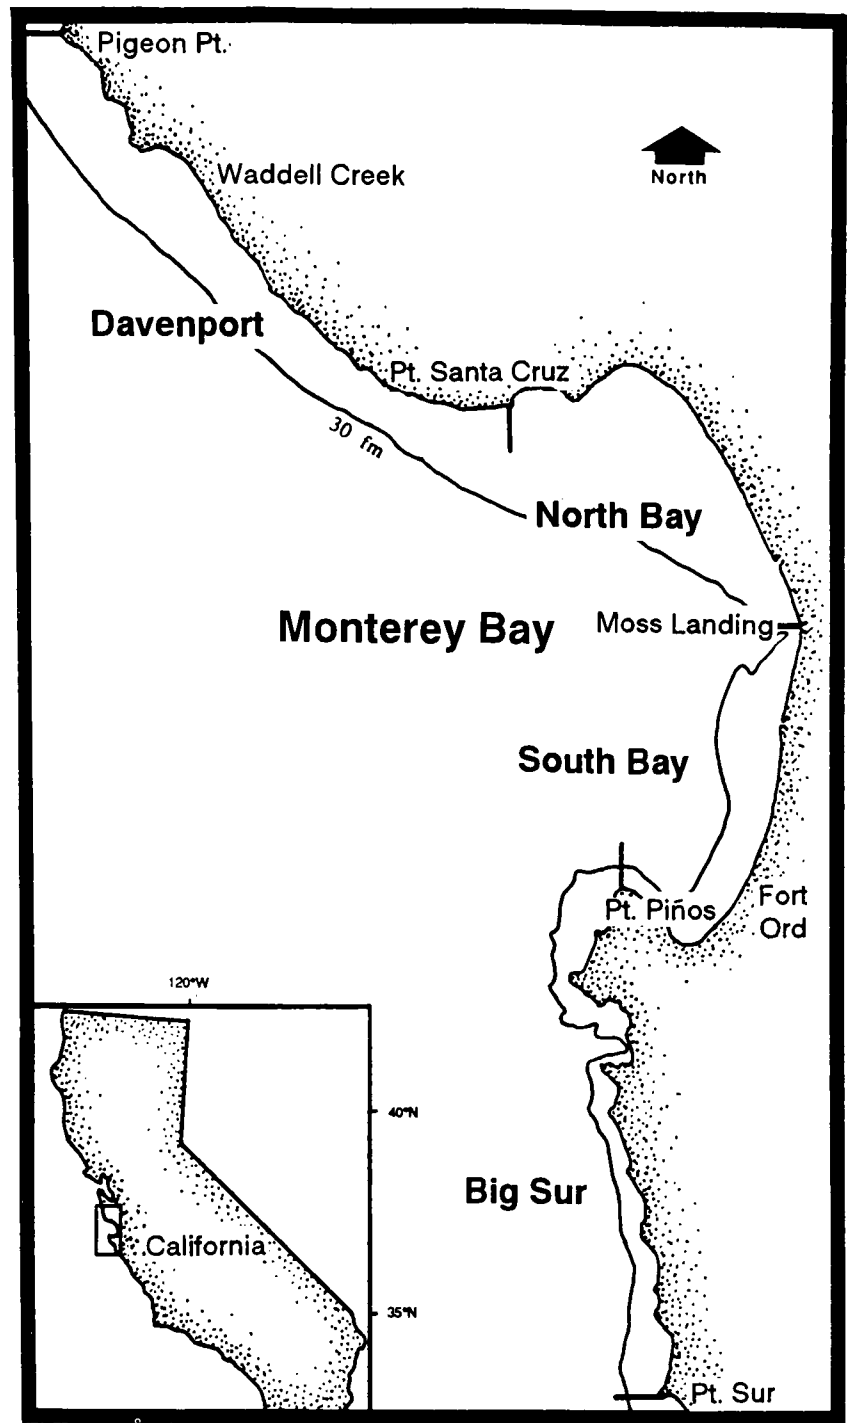 Pigeon Pt.
Waddell Creek
North
Davenport
Pt. Santa Cruz
30 fm
North Bay
Monterey Bay
Moss Landing
South Bay
Pt. Piños
Fort
Ord
120°W
40°N
Big Sur
California
35°N
Pt. Sur